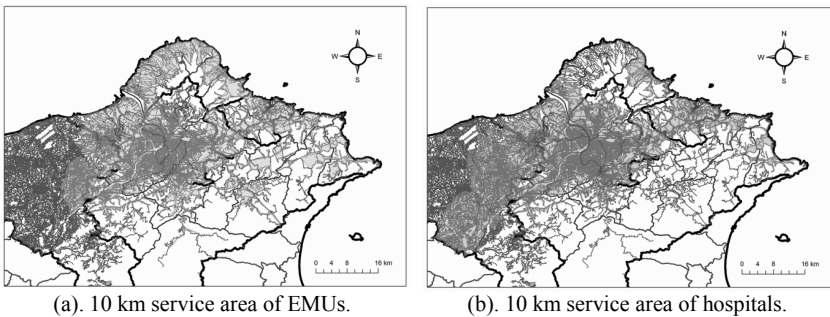 N
W E
S
0 4 8 16 km
(a). 10 km service area of EMUs.
N
W E
S
0 4 8 16 km
(b). 10 km service area of hospitals.